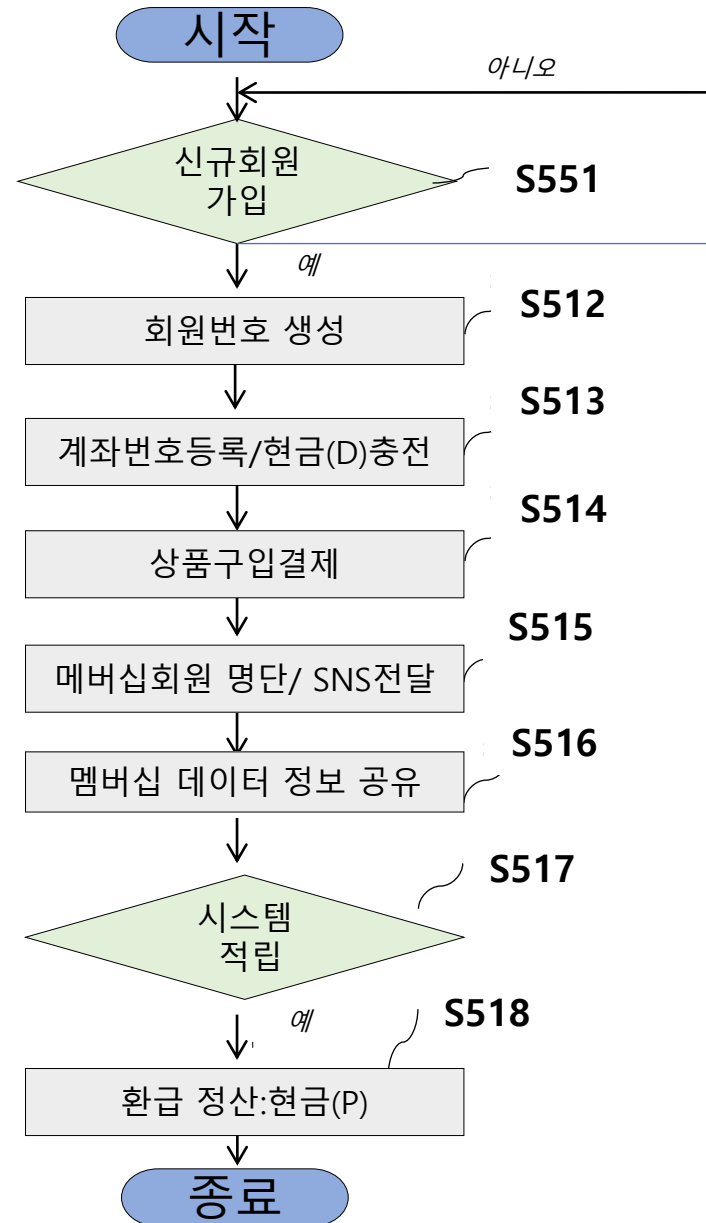 시작
아니오
신규회원
가입
S551
예
S512
회원번호 생성
S513
계좌번호등록/현금(D)충전
S514
상품구입결제
S515
메버십회원 명단/ SNS전달
S516
멤버십 데이터 정보 공유
S517
시스템
적립
예
S518
환급 정산:현금(P)
종료